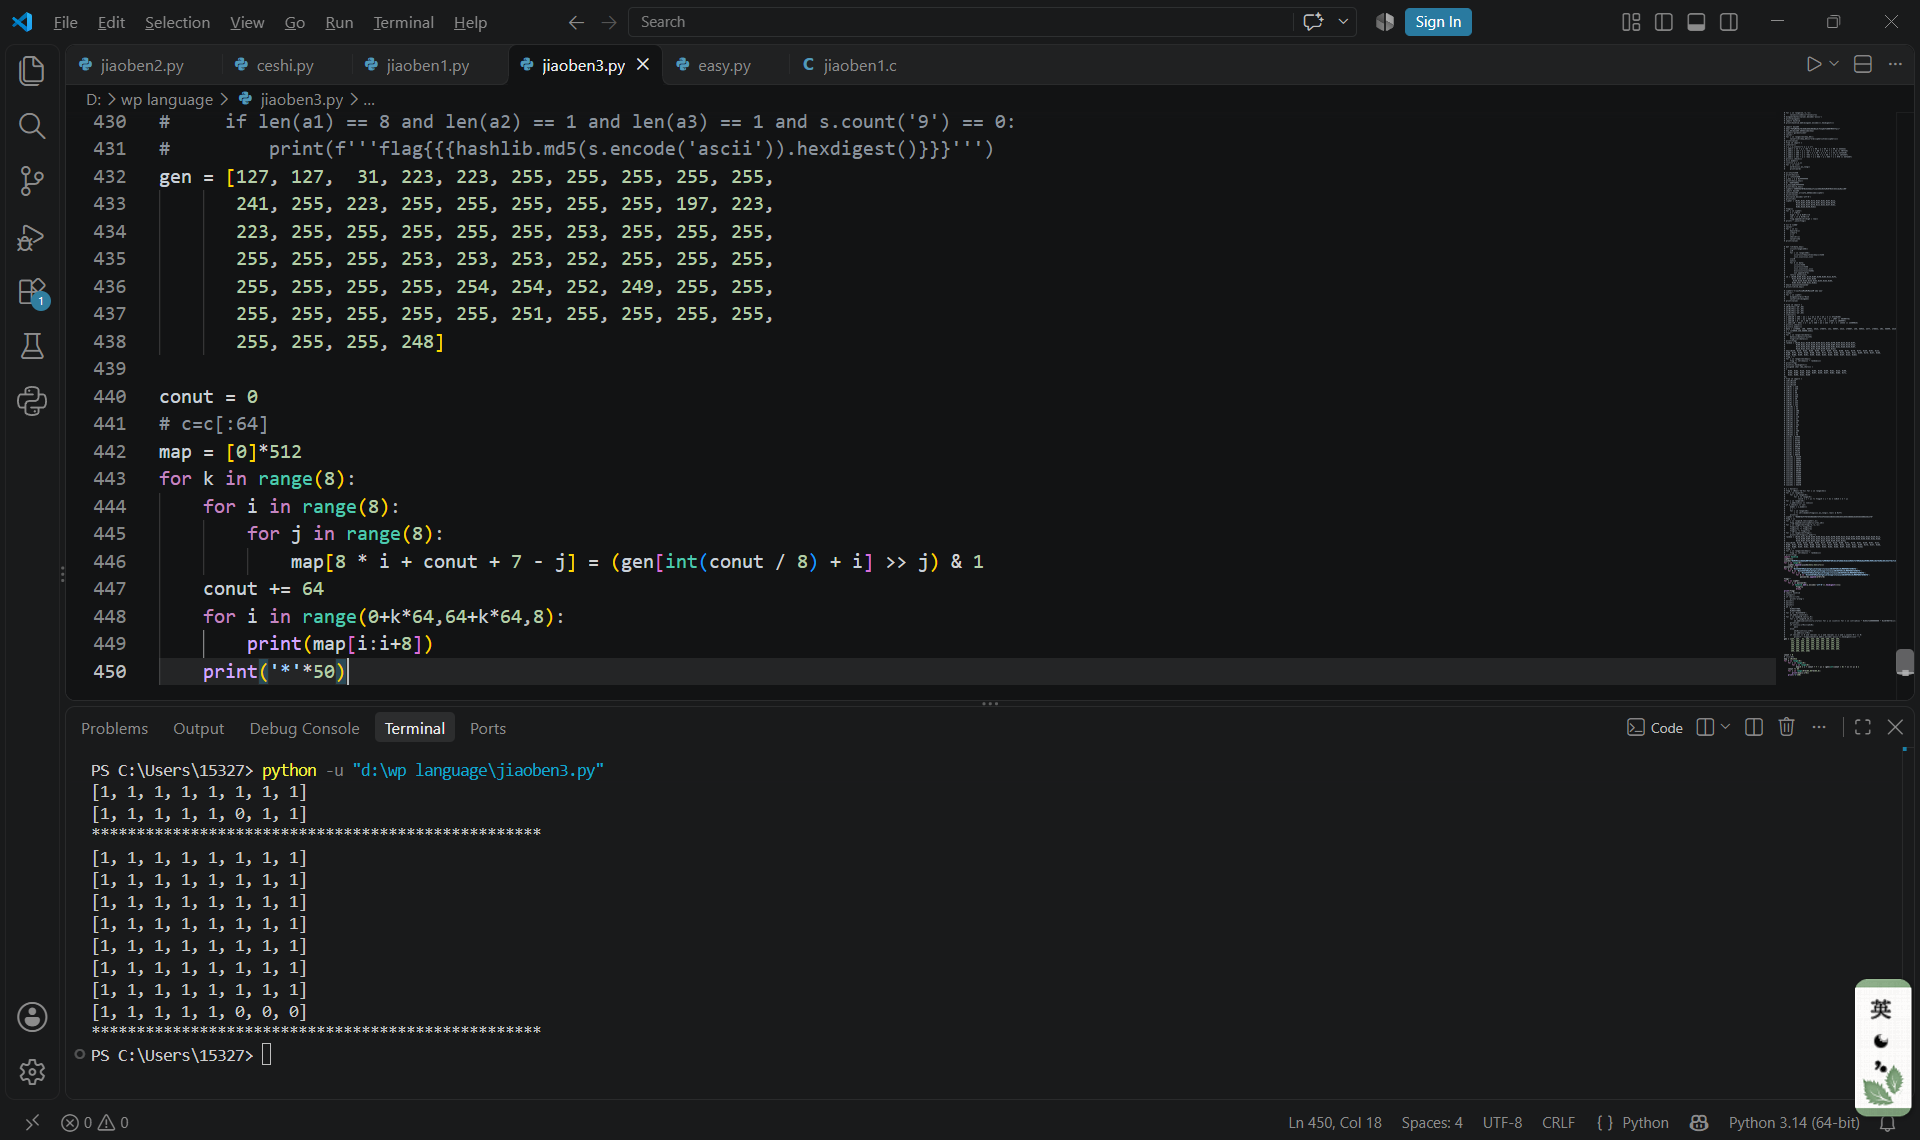 File Edit Selection View Go Run Terminal Help
Search
Sign In
jiaoben2.py ceshi.py jiaoben1.py jiaoben3.py easy.py C jiaoben1.c
D: > wp language > jiaoben3.py > ...
430 #     if len(a1) == 8 and len(a2) == 1 and len(a3) == 1 and s.count('9') == 0:
431 #         print(f'''flag{{{hashlib.md5(s.encode('ascii')).hexdigest()}}}''')
432 gen = [127, 127,  31, 223, 223, 255, 255, 255, 255, 255,
433        241, 255, 223, 255, 255, 255, 255, 255, 197, 223,
434        223, 255, 255, 255, 255, 255, 253, 255, 255, 255,
435        255, 255, 255, 253, 253, 253, 252, 255, 255, 255,
436        255, 255, 255, 255, 254, 254, 252, 249, 255, 255,
437        255, 255, 255, 255, 255, 251, 255, 255, 255, 255,
438        255, 255, 255, 248]
439
440 conut = 0
441 # c=c[:64]
442 map = [0]*512
443 for k in range(8):
444     for i in range(8):
445         for j in range(8):
446             map[8 * i + conut + 7 - j] = (gen[int(conut / 8) + i] >> j) & 1
447     conut += 64
448     for i in range(0+k*64,64+k*64,8):
449         print(map[i:i+8])
450     print('*'*50)
1
Problems Output Debug Console Terminal Ports
Code
PS C:\Users\15327> python -u "d:\wp language\jiaoben3.py"
[1, 1, 1, 1, 1, 1, 1, 1]
[1, 1, 1, 1, 1, 0, 1, 1]
**************************************************
[1, 1, 1, 1, 1, 1, 1, 1]
[1, 1, 1, 1, 1, 1, 1, 1]
[1, 1, 1, 1, 1, 1, 1, 1]
[1, 1, 1, 1, 1, 1, 1, 1]
[1, 1, 1, 1, 1, 1, 1, 1]
[1, 1, 1, 1, 1, 1, 1, 1]
[1, 1, 1, 1, 1, 1, 1, 1]
[1, 1, 1, 1, 1, 0, 0, 0]
**************************************************
PS C:\Users\15327>
英
0 0
Ln 450, Col 18 Spaces: 4 UTF-8 CRLF { } Python Python 3.14 (64-bit)